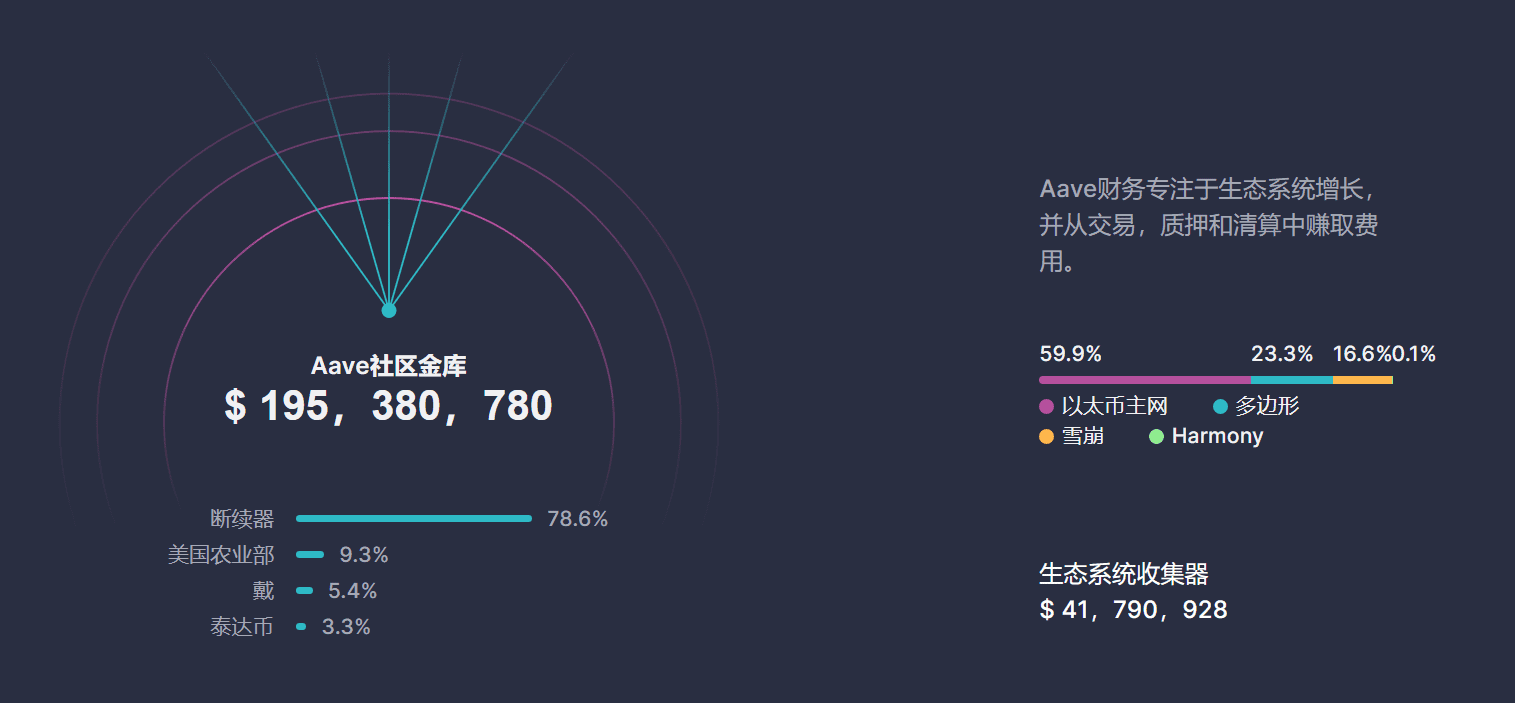 Aave社区金库
$ 195，380，780
断续器 78.6%
美国农业部 9.3%
戴 5.4%
泰达币 3.3%
Aave财务专注于生态系统增长，
并从交易，质押和清算中赚取费
用。
59.9% 23.3% 16.6%0.1%
以太币主网 多边形
雪崩 Harmony
生态系统收集器
$ 41，790，928